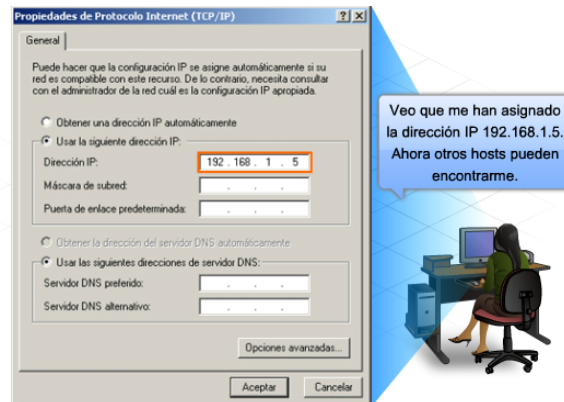 Propiedades de Protocolo Internet (TCP/IP)
General
Puede hacer que la configuración IP se asigne automáticamente si su
red es compatible con este recurso. De lo contrario, necesita consultar
con el administrador de la red cuál es la configuración IP apropiada.
Obtener una dirección IP automáticamente
Usar la siguiente dirección IP:
Dirección IP: 192 . 168 . 1 . 5
Máscara de subred: . . .
Puerta de enlace predeterminada: . . .
Obtener la dirección del servidor DNS automáticamente
Usar las siguientes direcciones de servidor DNS:
Servidor DNS preferido: . . .
Servidor DNS alternativo: . . .
Opciones avanzadas...
Aceptar Cancelar
Veo que me han asignado
la dirección IP 192.168.1.5.
Ahora otros hosts pueden
encontrarme.